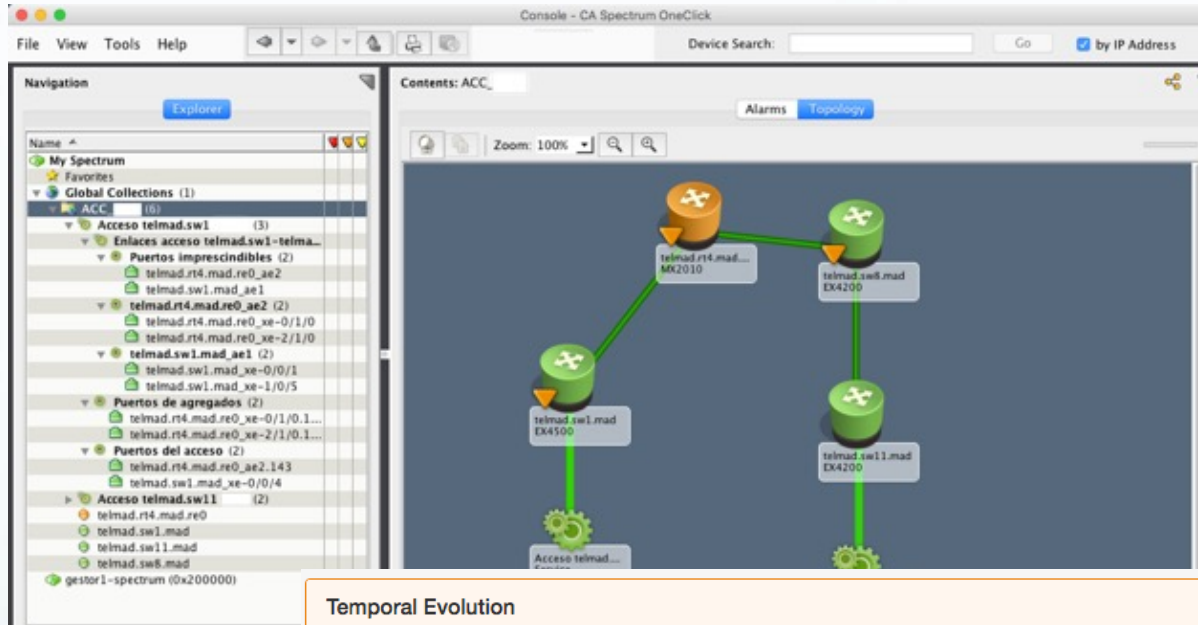 Console - CA Spectrum OneClick
File View Tools Help
Device Search:
Go
by IP Address
Navigation
Explorer
Name
My Spectrum
Favorites
Global Collections (1)
ACC_ (6)
Acceso telmad.sw1 (3)
Enlaces acceso telmad.sw1-telma...
Puertos imprescindibles (2)
telmad.rt4.mad.re0_ae2
telmad.sw1.mad_ae1
telmad.rt4.mad.re0_ae2 (2)
telmad.rt4.mad.re0_xe-0/1/0
telmad.rt4.mad.re0_xe-2/1/0
telmad.sw1.mad_ae1 (2)
telmad.sw1.mad_xe-0/0/1
telmad.sw1.mad_xe-1/0/5
Puertos de agregados (2)
telmad.rt4.mad.re0_xe-0/1/0.1...
telmad.rt4.mad.re0_xe-2/1/0.1...
Puertos del acceso (2)
telmad.rt4.mad.re0_ae2.143
telmad.sw1.mad_xe-0/0/4
Acceso telmad.sw11 (2)
telmad.rt4.mad.re0
telmad.sw1.mad
telmad.sw11.mad
telmad.sw8.mad
gestor1-spectrum (0x200000)
Contents: ACC_
Alarms Topology
Zoom: 100%
telmad.rt4.mad....
MX2010
telmad.sw8.mad
EX4200
telmad.sw1.mad
EX4500
telmad.sw11.mad
EX4200
Acceso telmad....
Temporal Evolution